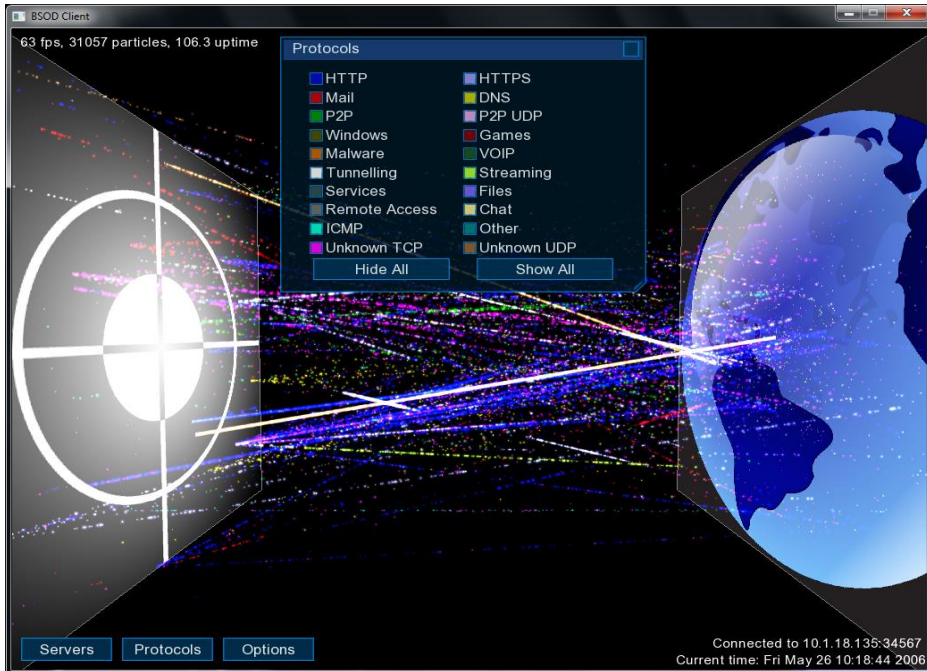 BSOD Client
63 fps, 31057 particles, 106.3 uptime
Protocols
HTTP HTTPS
Mail DNS
P2P P2P UDP
Windows Games
Malware VOIP
Tunnelling Streaming
Services Files
Remote Access Chat
ICMP Other
Unknown TCP Unknown UDP
Hide All Show All
Servers Protocols Options
Connected to 10.1.18.135:34567
Current time: Fri May 26 10:18:44 2006